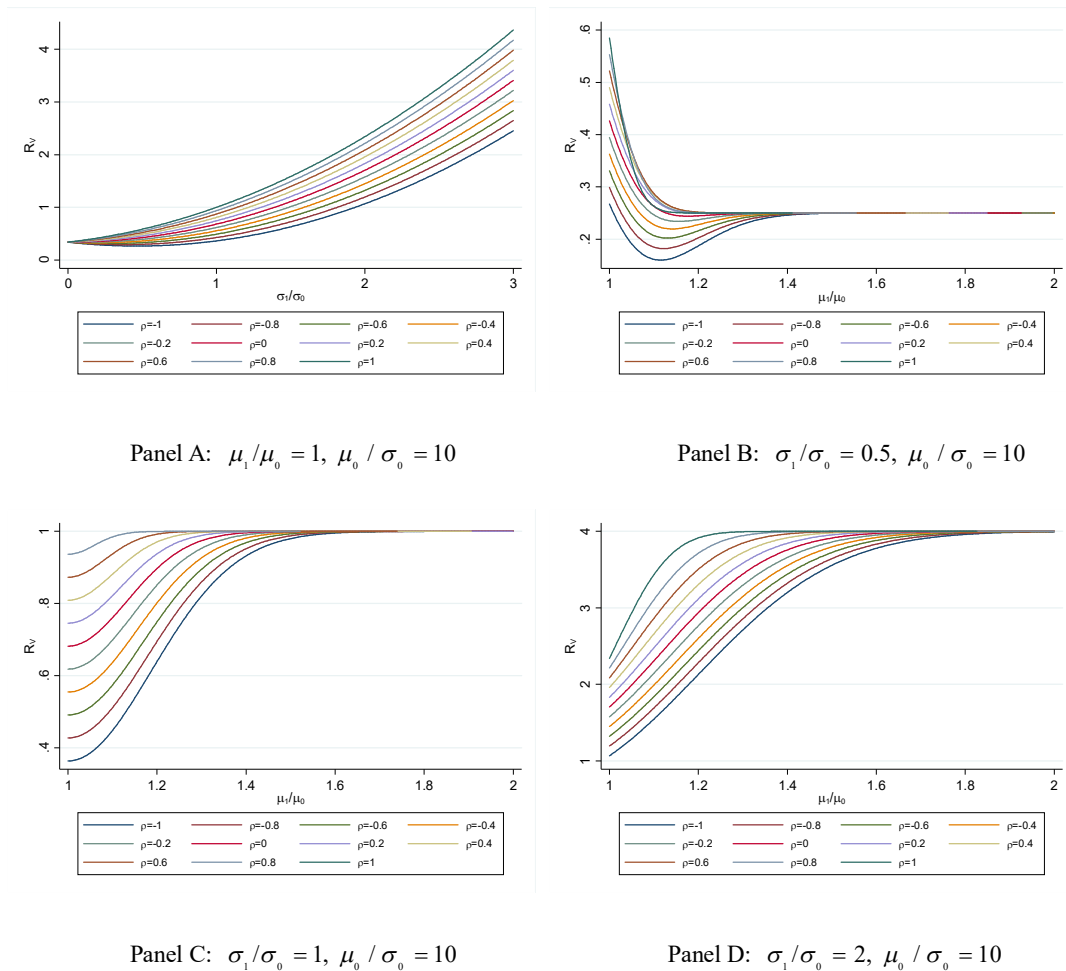 4
3
2
1
0
R_V
0 1 2 3
σ₁/σ₀
ρ=-1 ρ=-0.8 ρ=-0.6 ρ=-0.4
ρ=-0.2 ρ=0 ρ=0.2 ρ=0.4
ρ=0.6 ρ=0.8 ρ=1
Panel A: μ₁/μ₀ = 1, μ₀ / σ₀ = 10
.6
.5
.4
.3
.2
R_V
1 1.2 1.4 1.6 1.8 2
μ₁/μ₀
ρ=-1 ρ=-0.8 ρ=-0.6 ρ=-0.4
ρ=-0.2 ρ=0 ρ=0.2 ρ=0.4
ρ=0.6 ρ=0.8 ρ=1
Panel B: σ₁/σ₀ = 0.5, μ₀ / σ₀ = 10
1
.8
.6
.4
R_V
1 1.2 1.4 1.6 1.8 2
μ₁/μ₀
ρ=-1 ρ=-0.8 ρ=-0.6 ρ=-0.4
ρ=-0.2 ρ=0 ρ=0.2 ρ=0.4
ρ=0.6 ρ=0.8 ρ=1
Panel C: σ₁/σ₀ = 1, μ₀ / σ₀ = 10
4
3
2
1
R_V
1 1.2 1.4 1.6 1.8 2
μ₁/μ₀
ρ=-1 ρ=-0.8 ρ=-0.6 ρ=-0.4
ρ=-0.2 ρ=0 ρ=0.2 ρ=0.4
ρ=0.6 ρ=0.8 ρ=1
Panel D: σ₁/σ₀ = 2, μ₀ / σ₀ = 10